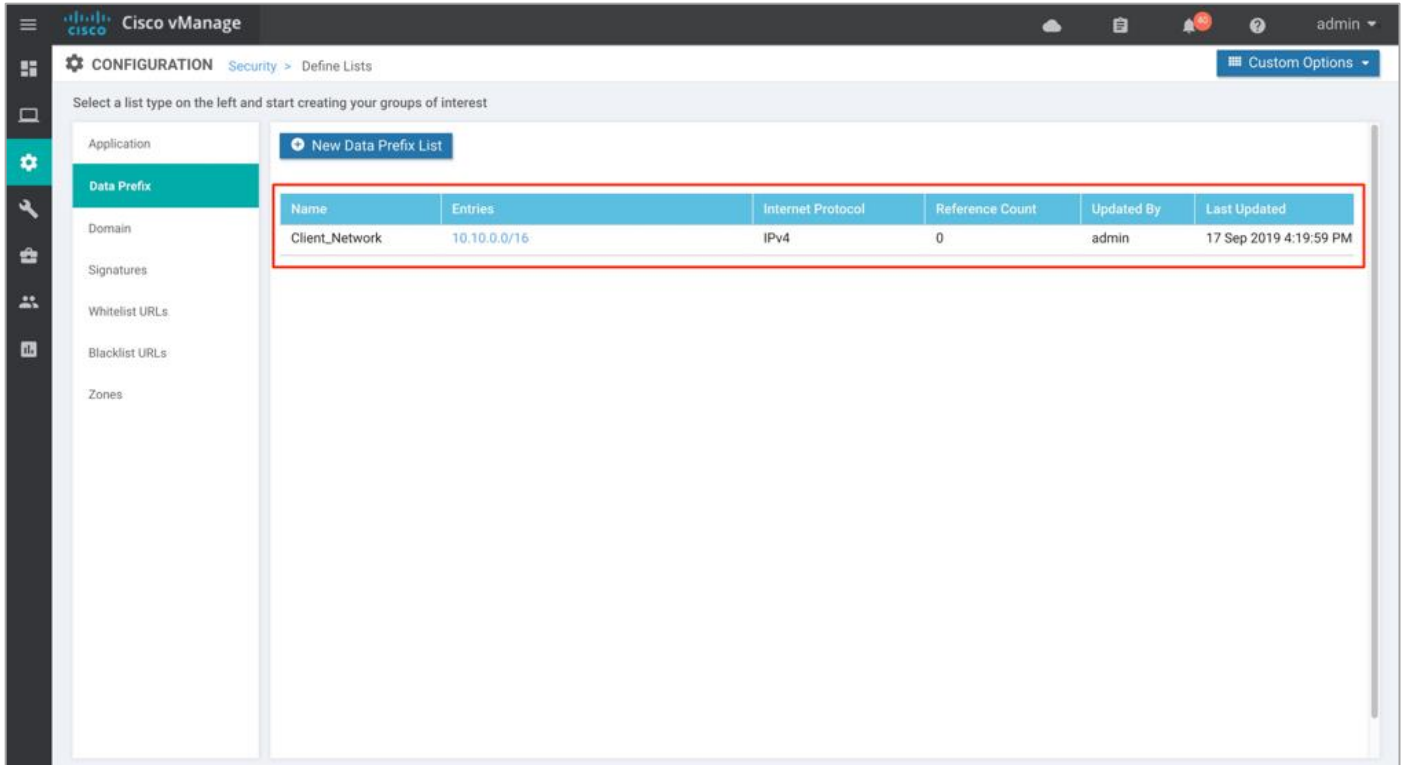 cisco Cisco vManage 40 admin
CONFIGURATION Security > Define Lists Custom Options
Select a list type on the left and start creating your groups of interest
Application
Data Prefix
Domain
Signatures
Whitelist URLs
Blacklist URLs
Zones
New Data Prefix List
Name Entries Internet Protocol Reference Count Updated By Last Updated
Client_Network 10.10.0.0/16 IPv4 0 admin 17 Sep 2019 4:19:59 PM